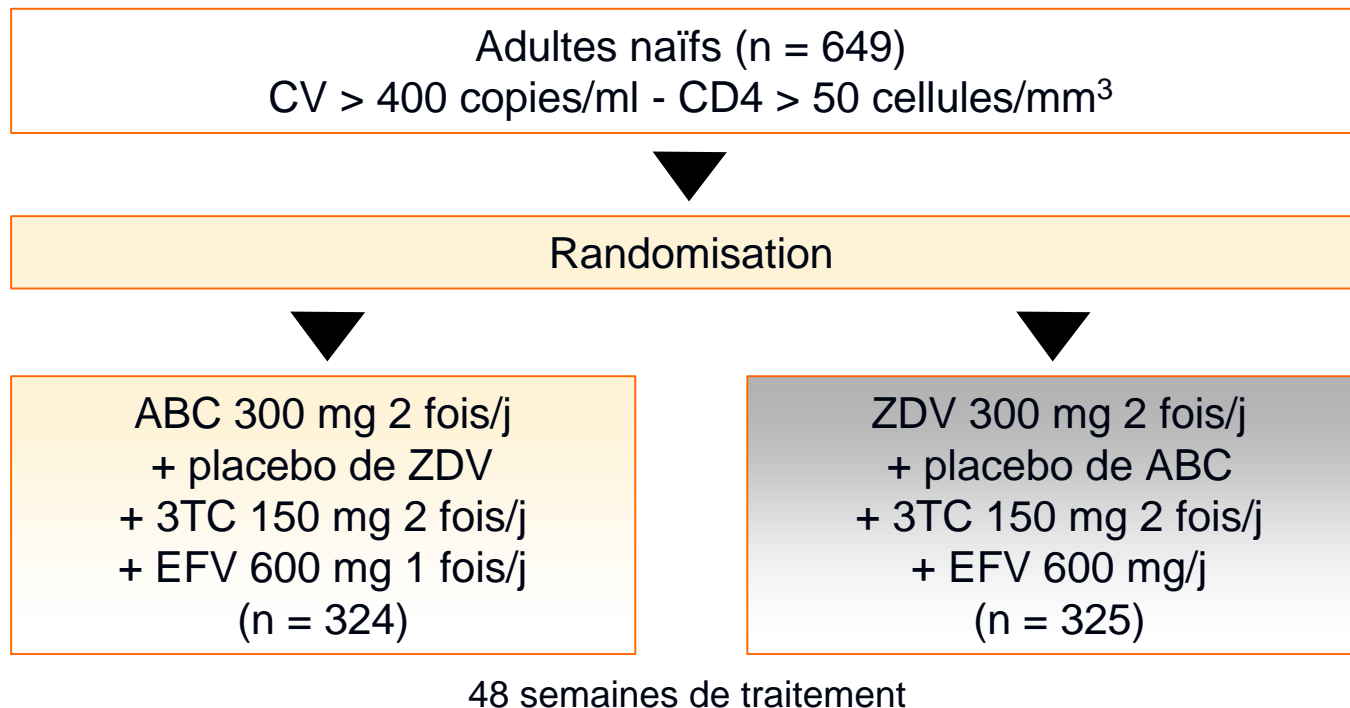 Adultes naïfs (n = 649)
CV > 400 copies/ml - CD4 > 50 cellules/mm³
Randomisation
ABC 300 mg 2 fois/j
+ placebo de ZDV
+ 3TC 150 mg 2 fois/j
+ EFV 600 mg 1 fois/j
(n = 324)
ZDV 300 mg 2 fois/j
+ placebo de ABC
+ 3TC 150 mg 2 fois/j
+ EFV 600 mg/j
(n = 325)
48 semaines de traitement